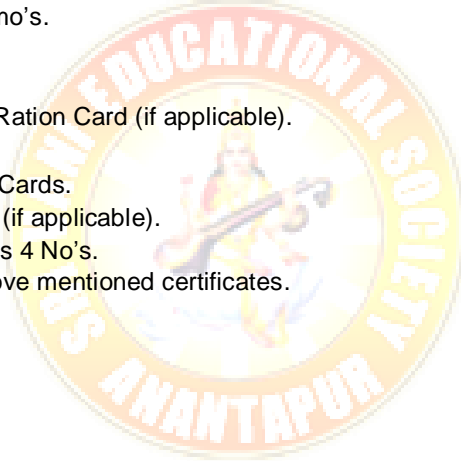 no's.
Ration Card (if applicable).
Cards.
(if applicable).
s 4 No's.
ove mentioned certificates.
EDUCATIONAL SOCIETY
ANANTAPUR